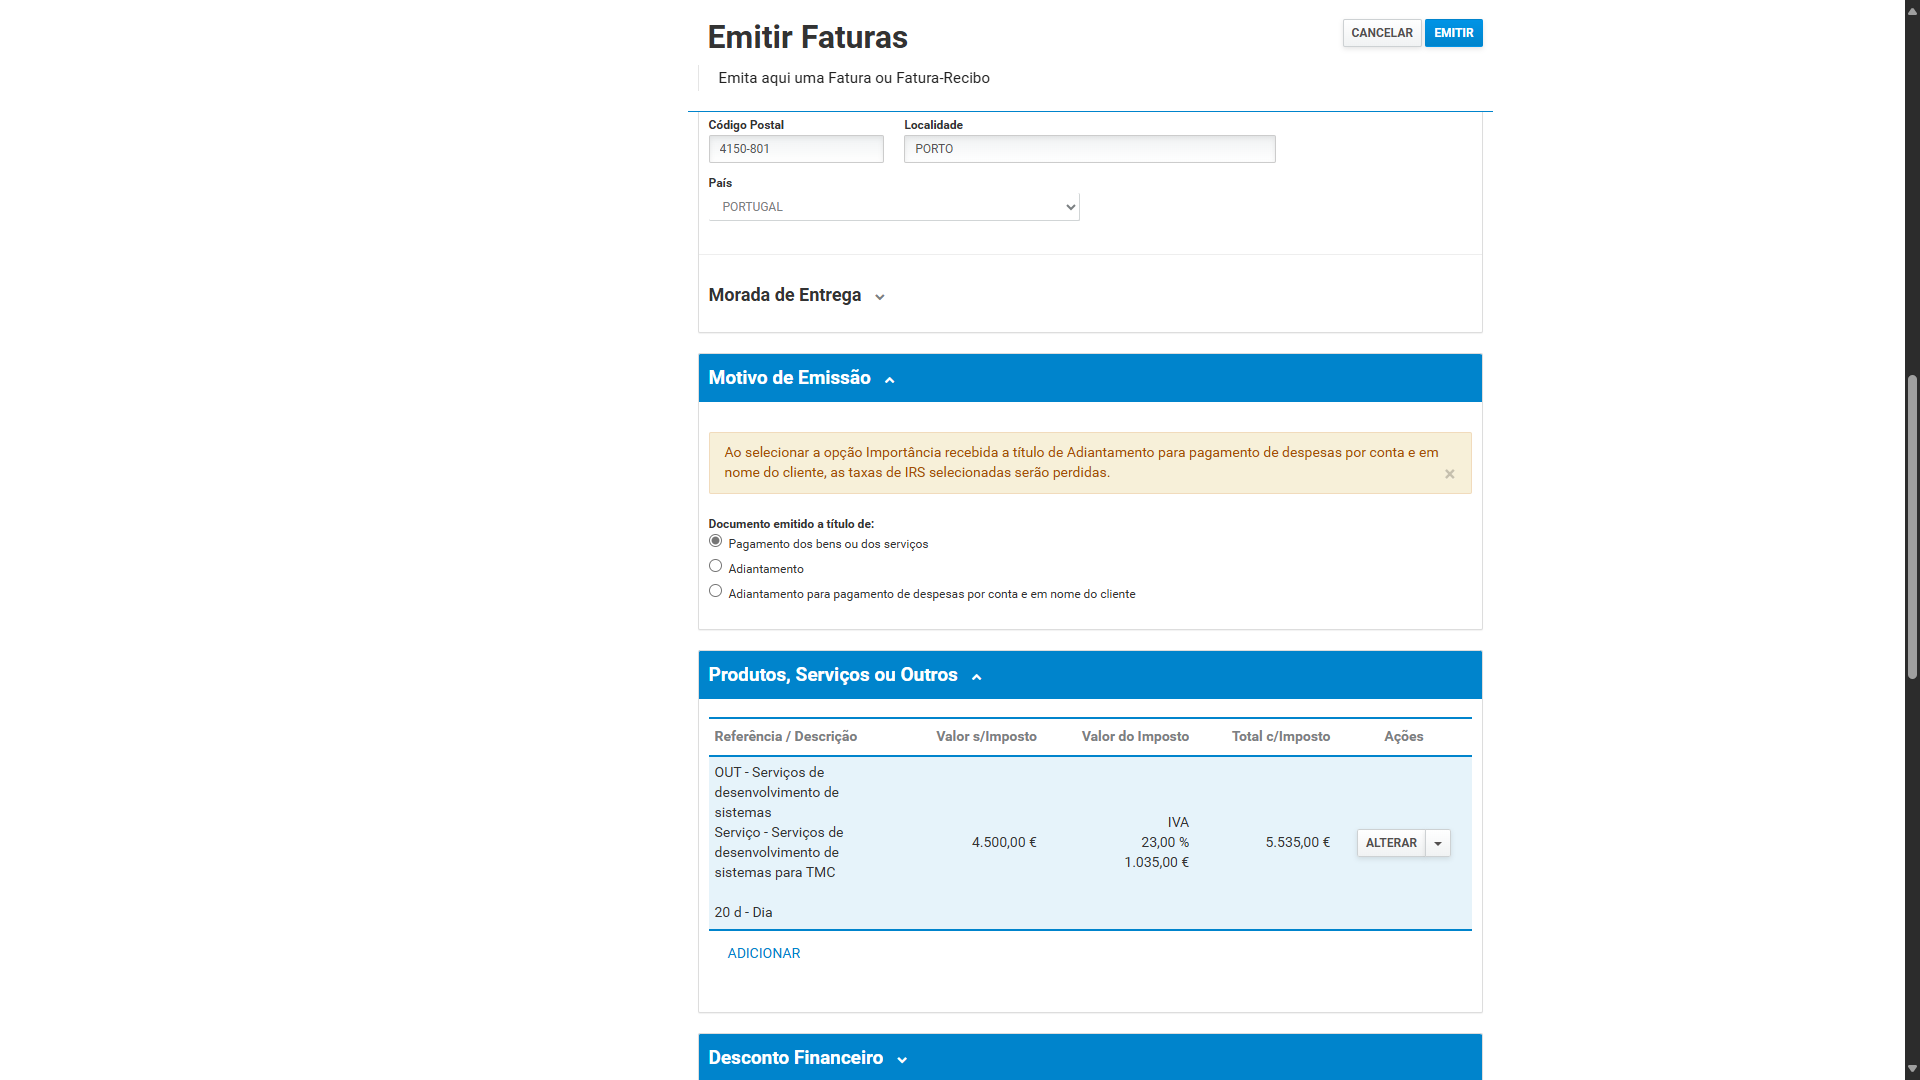 Emitir Faturas
CANCELAR
EMITIR
Emita aqui uma Fatura ou Fatura-Recibo
Código Postal
Localidade
4150-801
PORTO
País
PORTUGAL
Morada de Entrega
Motivo de Emissão
Ao selecionar a opção Importância recebida a título de Adiantamento para pagamento de despesas por conta e em
nome do cliente, as taxas de IRS selecionadas serão perdidas.
Documento emitido a título de:
Pagamento dos bens ou dos serviços
Adiantamento
Adiantamento para pagamento de despesas por conta e em nome do cliente
Produtos, Serviços ou Outros
Referência / Descrição
Valor s/Imposto
Valor do Imposto
Total c/Imposto
Ações
OUT - Serviços de
desenvolvimento de
sistemas
Serviço - Serviços de
desenvolvimento de
sistemas para TMC
20 d - Dia
4.500,00 €
IVA
23,00 %
1.035,00 €
5.535,00 €
ALTERAR
ADICIONAR
Desconto Financeiro